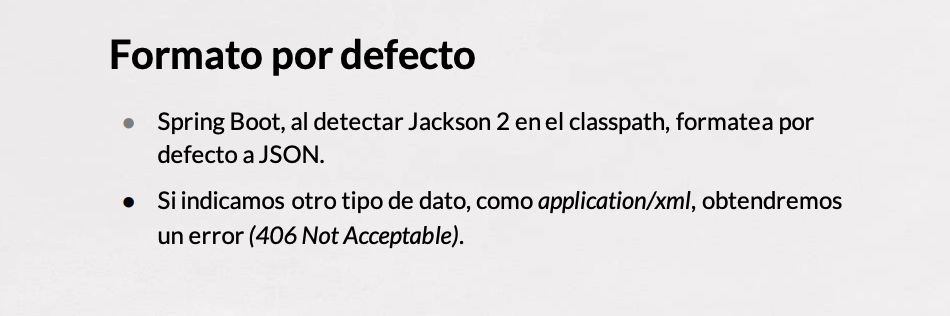 Formato por defecto
● Spring Boot, al detectar Jackson 2 en el classpath, formatea por
defecto a JSON.
● Si indicamos otro tipo de dato, como application/xml, obtendremos
un error (406 Not Acceptable).